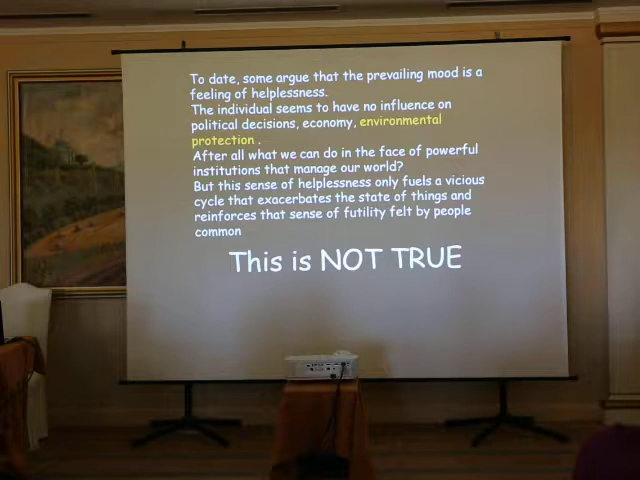 To date, some argue that the prevailing mood is a
feeling of helplessness.
The individual seems to have no influence on
political decisions, economy, environmental
protection .
After all what we can do in the face of powerful
institutions that manage our world?
But this sense of helplessness only fuels a vicious
cycle that exacerbates the state of things and
reinforces that sense of futility felt by people
common
This is NOT TRUE